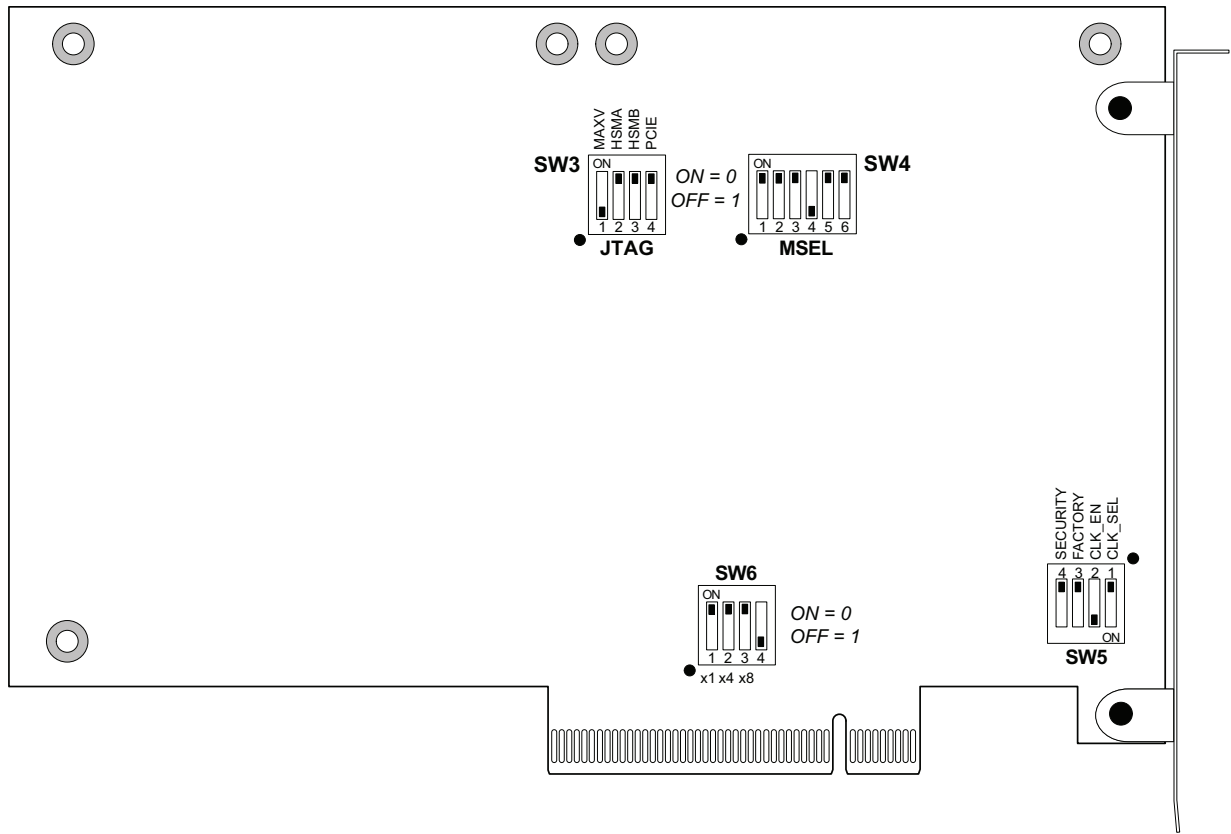 MAXV
HSMA
HSMB
PCIE
SW3
ON
1 2 3 4
JTAG
ON = 0
OFF = 1
ON
1 2 3 4 5 6
MSEL
SW4
SECURITY
FACTORY
CLK_EN
CLK_SEL
4 3 2 1
ON
SW5
SW6
ON
1 2 3 4
x1 x4 x8
ON = 0
OFF = 1